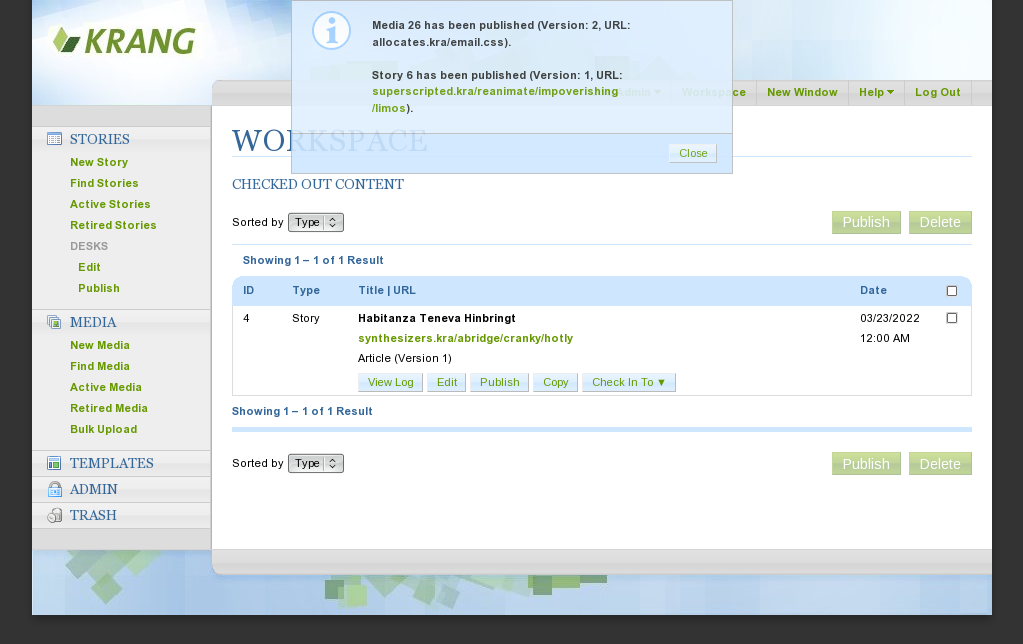 KRANG
Media 26 has been published (Version: 2, URL:
allocates.kra/email.css).
Story 6 has been published (Version: 1, URL:
superscripted.kra/reanimate/impoverishing
/limos).
Close
Admin
Workspace
New Window
Help
Log Out
STORIES
New Story
Find Stories
Active Stories
Retired Stories
DESKS
Edit
Publish
MEDIA
New Media
Find Media
Active Media
Retired Media
Bulk Upload
TEMPLATES
ADMIN
TRASH
WORKSPACE
CHECKED OUT CONTENT
Sorted by Type Publish Delete
Showing 1 – 1 of 1 Result
ID Type Title | URL Date
4 Story Habitanza Teneva Hinbringt 03/23/2022
synthesizers.kra/abridge/cranky/hotly 12:00 AM
Article (Version 1)
View Log Edit Publish Copy Check In To ▼
Showing 1 – 1 of 1 Result
Sorted by Type Publish Delete